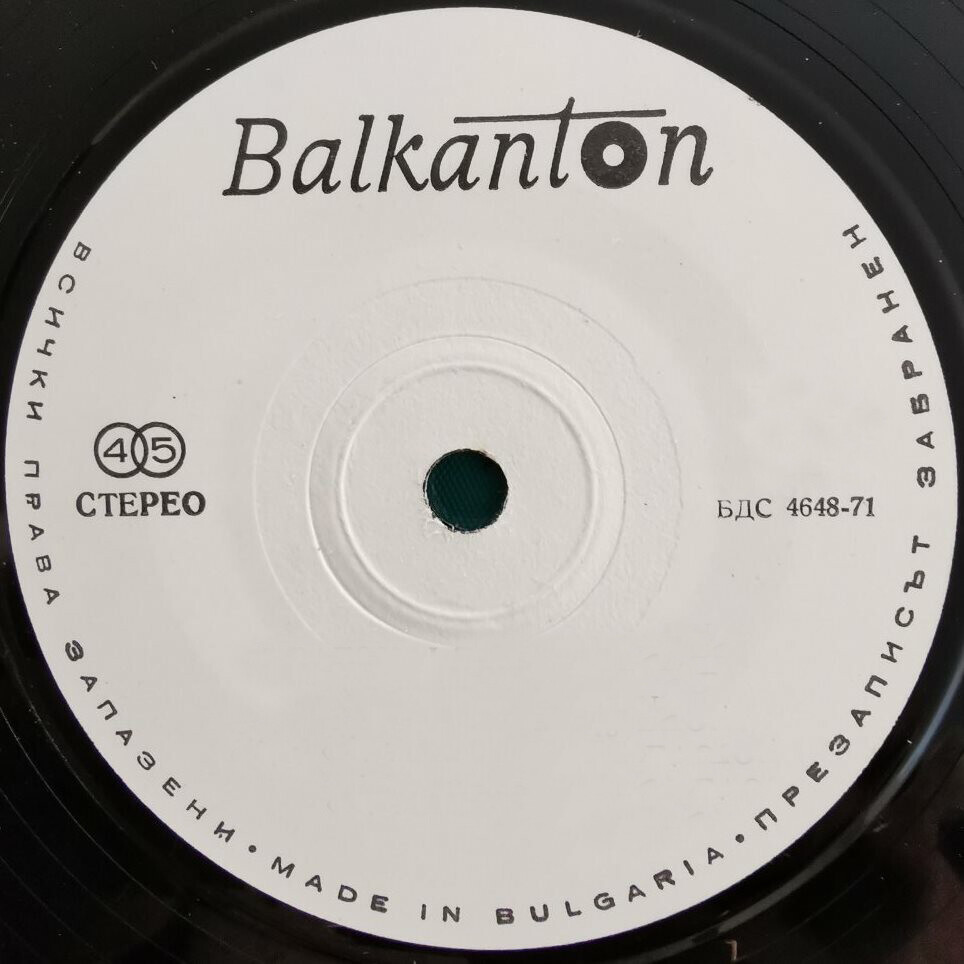 Balkanton
45
СТЕРЕО
БДС 4648-71
ВСИЧКИ ПРАВА ЗАПАЗЕНИ • MADE IN BULGARIA • ПРЕЗАПИСЪТ ЗАБРАНЕН